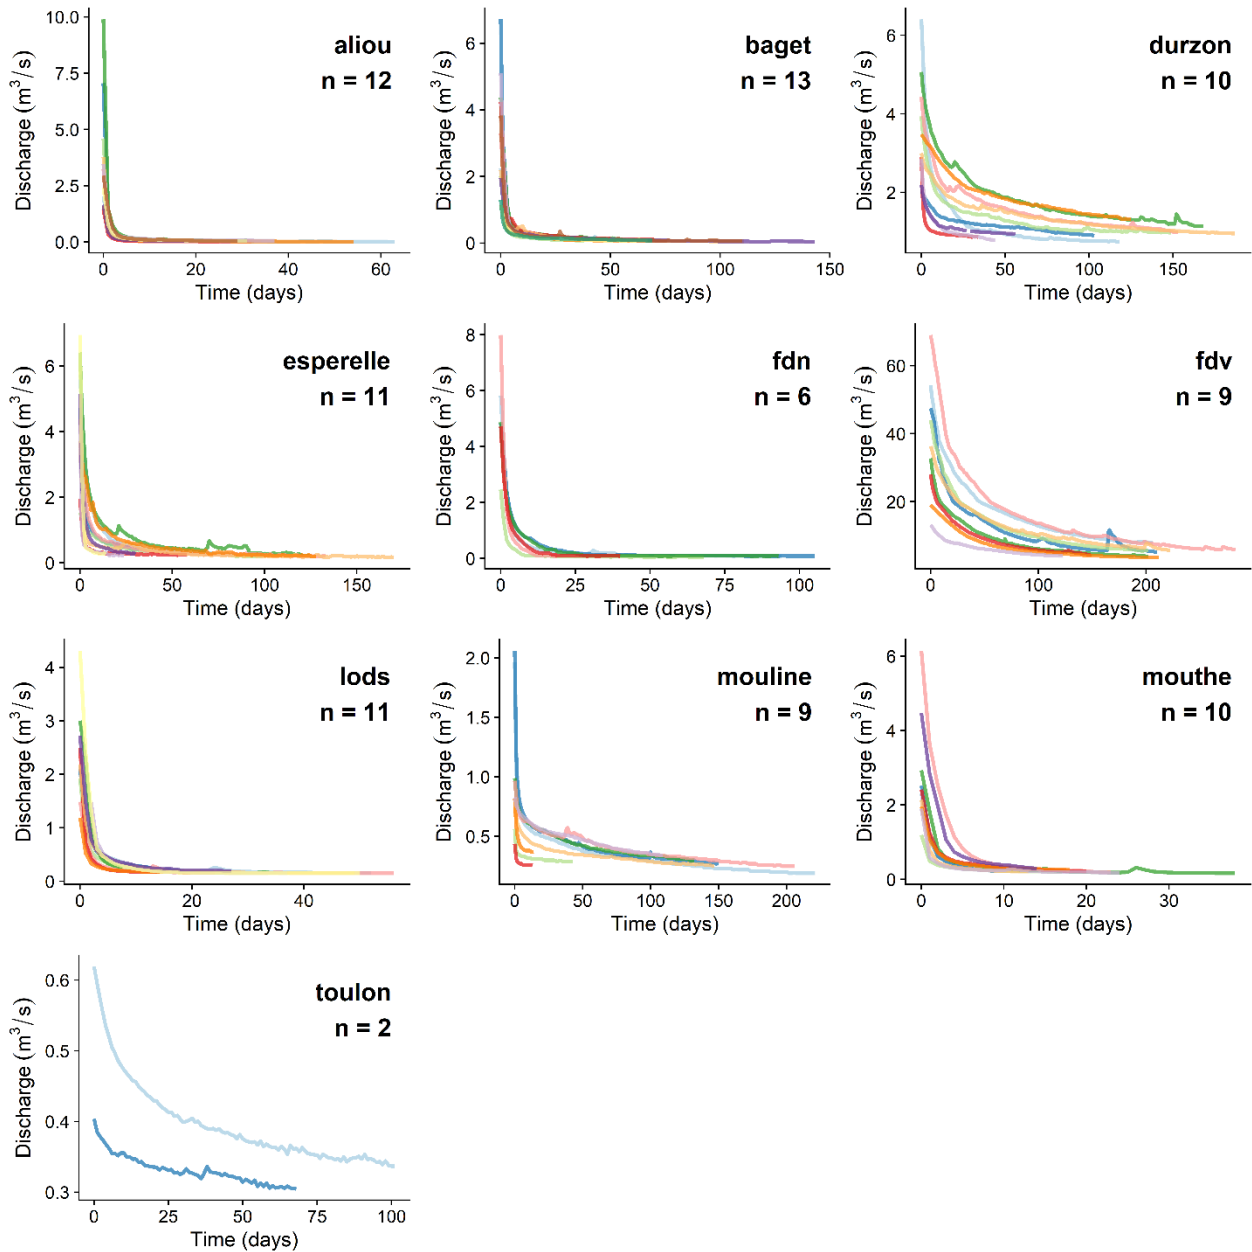 10.0
7.5
5.0
2.5
0.0
Discharge (m³/s)
aliou
n = 12
0
20
40
60
Time (days)
6
4
2
0
Discharge (m³/s)
baget
n = 13
0
50
100
150
Time (days)
6
4
2
Discharge (m³/s)
durzon
n = 10
0
50
100
150
Time (days)
6
4
2
0
Discharge (m³/s)
esperelle
n = 11
0
50
100
150
Time (days)
8
6
4
2
0
Discharge (m³/s)
fdn
n = 6
0
25
50
75
100
Time (days)
60
40
20
Discharge (m³/s)
fdv
n = 9
0
100
200
Time (days)
4
3
2
1
0
Discharge (m³/s)
lods
n = 11
0
20
40
Time (days)
2.0
1.5
1.0
0.5
Discharge (m³/s)
mouline
n = 9
0
50
100
150
200
Time (days)
6
4
2
0
Discharge (m³/s)
mouthe
n = 10
0
10
20
30
Time (days)
0.6
0.5
0.4
0.3
Discharge (m³/s)
toulon
n = 2
0
25
50
75
100
Time (days)